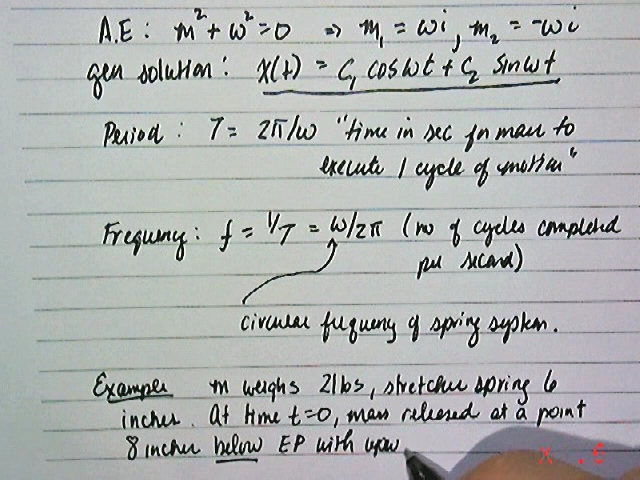 A.E: m² + ω² = 0 ⇒ m₁ = ωi, m₂ = -ωi
gen solution: x(t) = C₁ cos ωt + C₂ sin ωt
Period: T = 2π/ω "time in sec for mass to
execute 1 cycle of motion"
Frequency: f = 1/T = ω/2π (no of cycles completed
per second)
circular frequency of spring system.
Example m weighs 2 lbs, stretches spring 6
inches. At time t=0, mass released at a point
8 inches below EP with upw